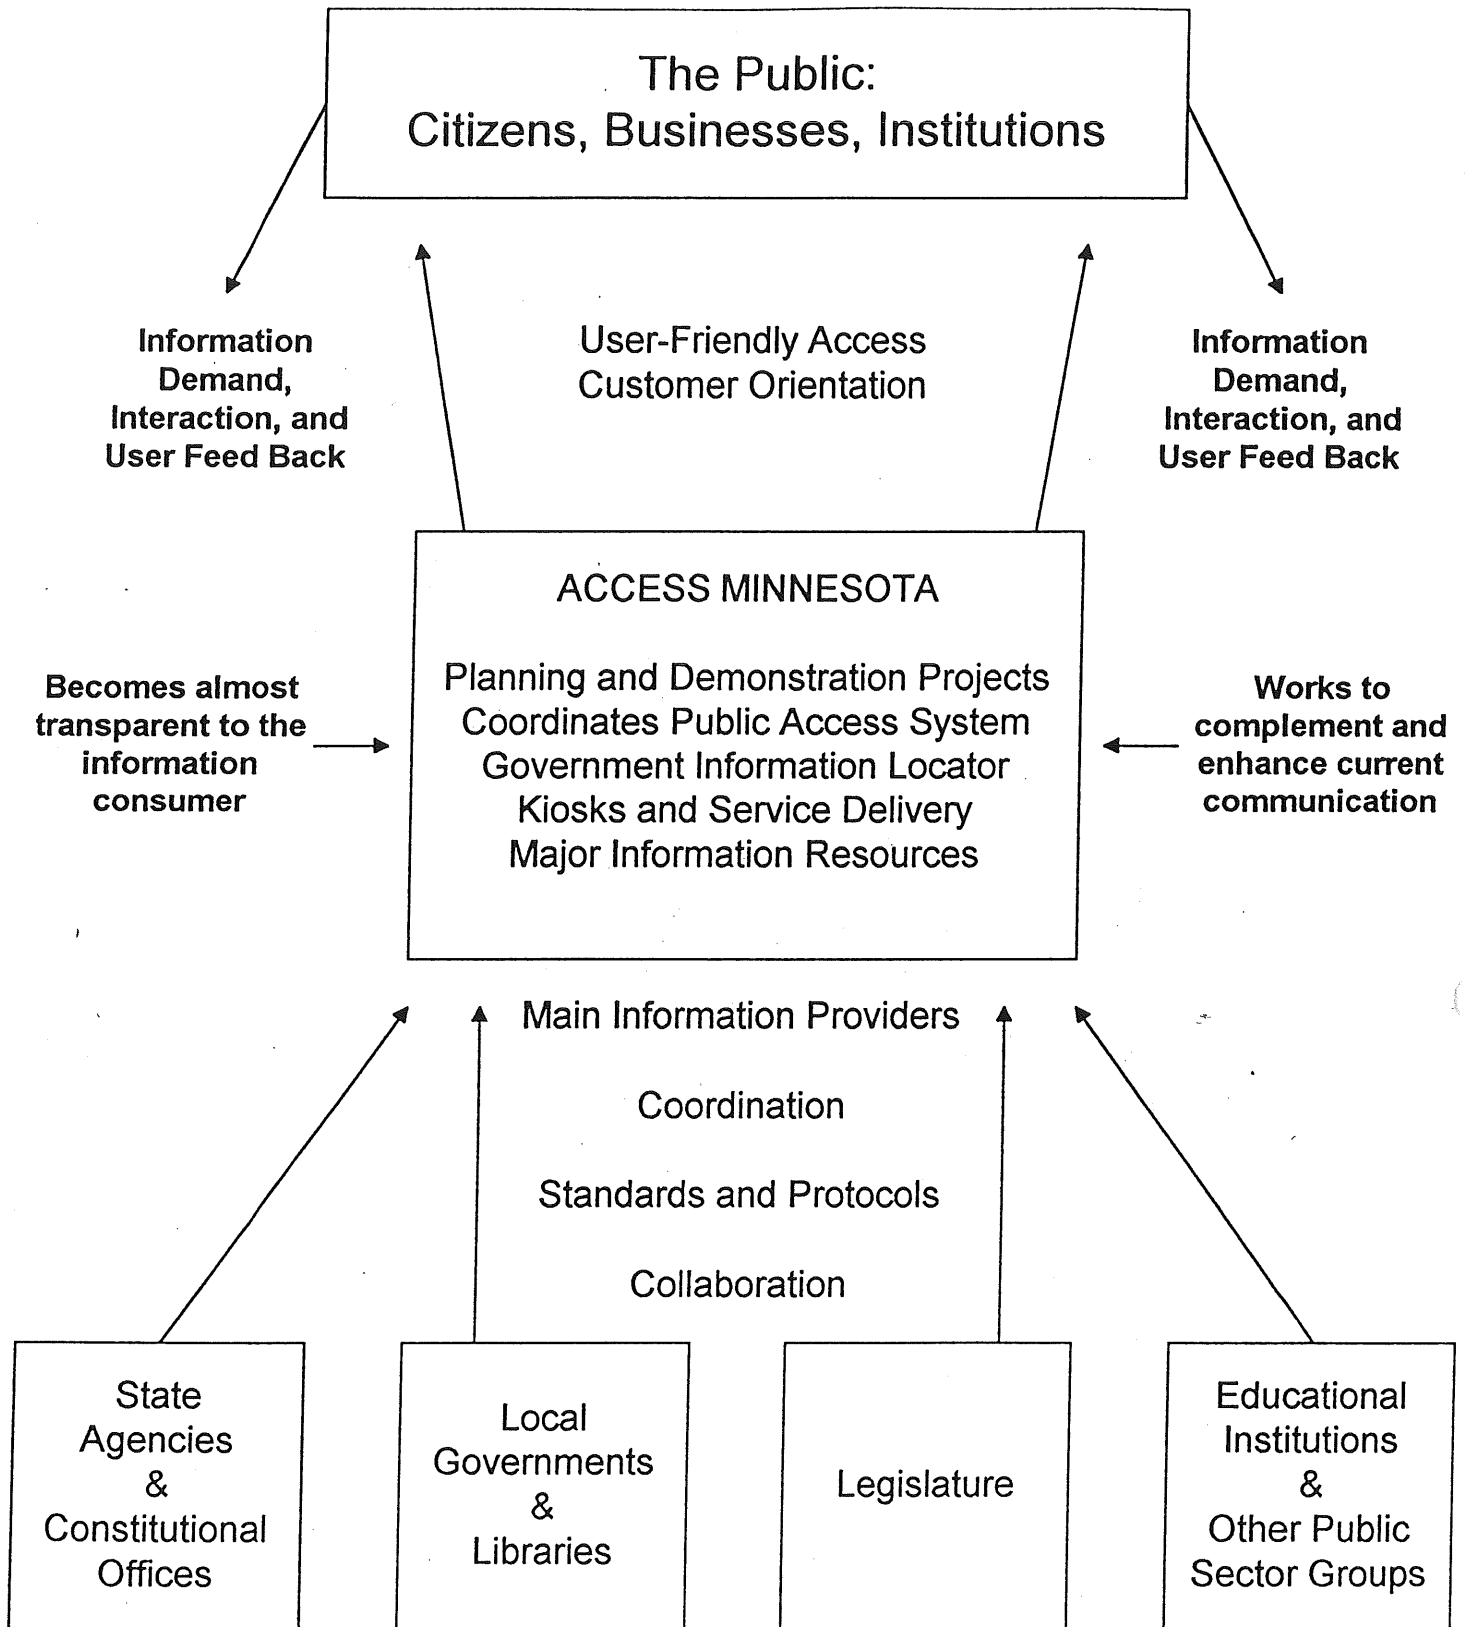 The Public:
Citizens, Businesses, Institutions
Information
Demand,
Interaction, and
User Feed Back
User-Friendly Access
Customer Orientation
Information
Demand,
Interaction, and
User Feed Back
Becomes almost
transparent to the
information
consumer
ACCESS MINNESOTA
Planning and Demonstration Projects
Coordinates Public Access System
Government Information Locator
Kiosks and Service Delivery
Major Information Resources
Works to
complement and
enhance current
communication
Main Information Providers
Coordination
Standards and Protocols
Collaboration
State
Agencies
&
Constitutional
Offices
Local
Governments
&
Libraries
Legislature
Educational
Institutions
&
Other Public
Sector Groups